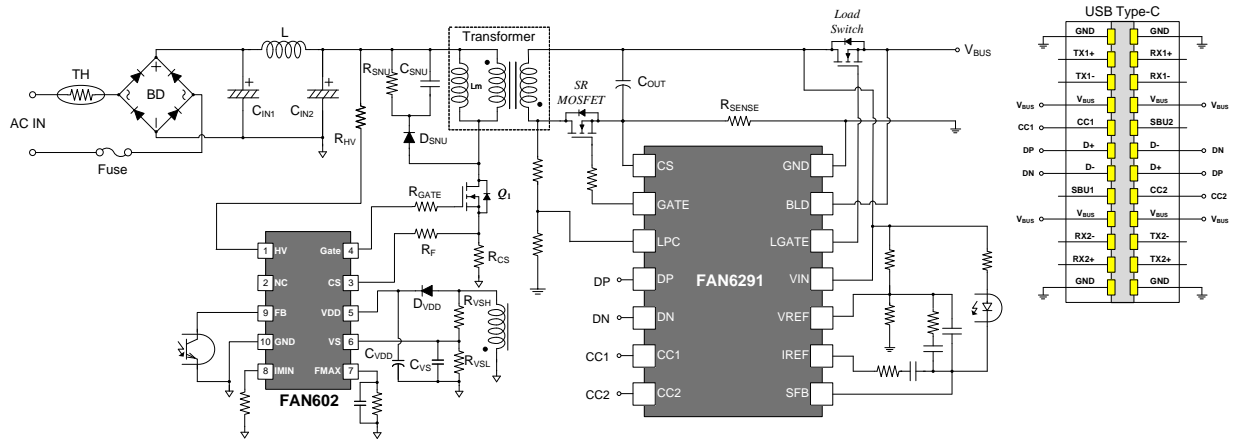 TH
AC IN
BD
Fuse
L
C_IN1
C_IN2
R_HV
R_SNU
C_SNU
D_SNU
Transformer
Lm
SR
MOSFET
C_OUT
R_SENSE
Load
Switch
V_BUS
R_GATE
Q1
R_F
R_CS
1 HV
2 NC
9 FB
10 GND
8 IMIN
Gate 4
CS 3
VDD 5
VS 6
FMAX 7
FAN602
D_VDD
R_VSH
C_VDD
C_VS
R_VSL
FAN6291
CS
GATE
LPC
DP DP
DN DN
CC1 CC1
CC2 CC2
GND
BLD
LGATE
VIN
VREF
IREF
SFB
USB Type-C
GND GND
TX1+ RX1+
TX1- RX1-
V_BUS V_BUS V_BUS V_BUS
CC1 CC1 SBU2
DP D+ D- DN
DN D- D+ DP
SBU1 CC2 CC2
V_BUS V_BUS V_BUS V_BUS
RX2- TX2-
RX2+ TX2+
GND GND